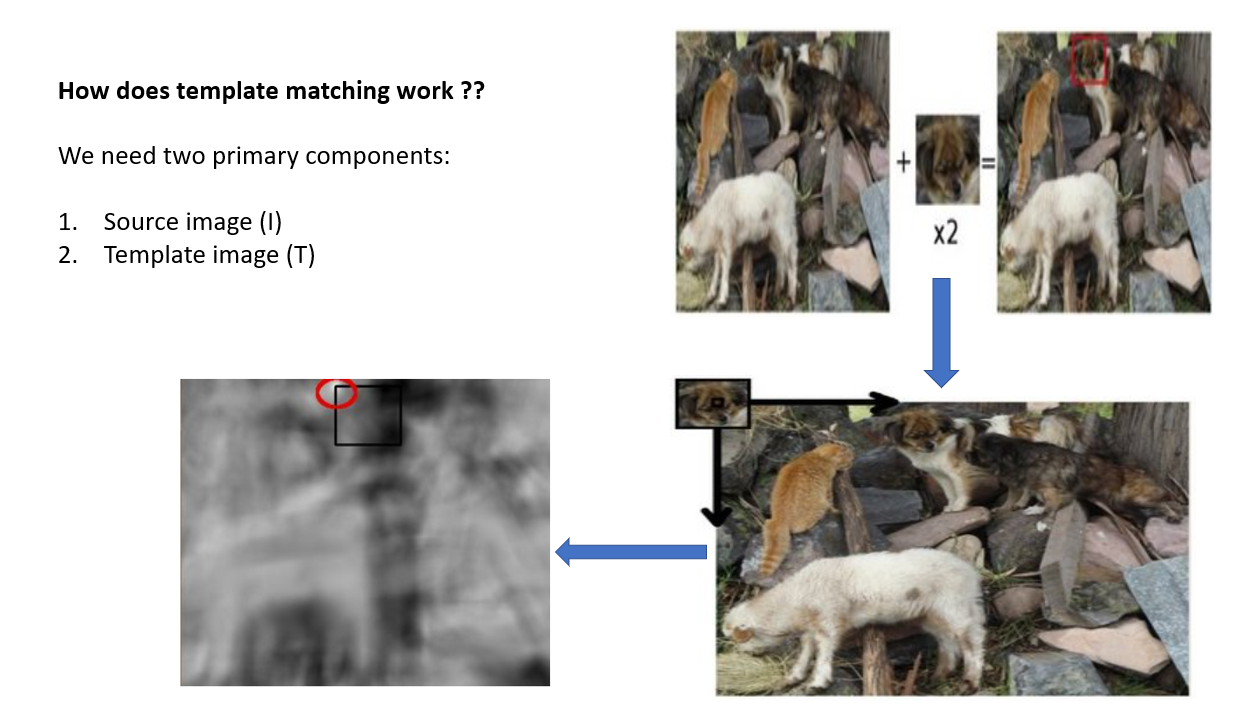 How does template matching work ??
We need two primary components:
1. Source image (I)
2. Template image (T)
+
=
x2